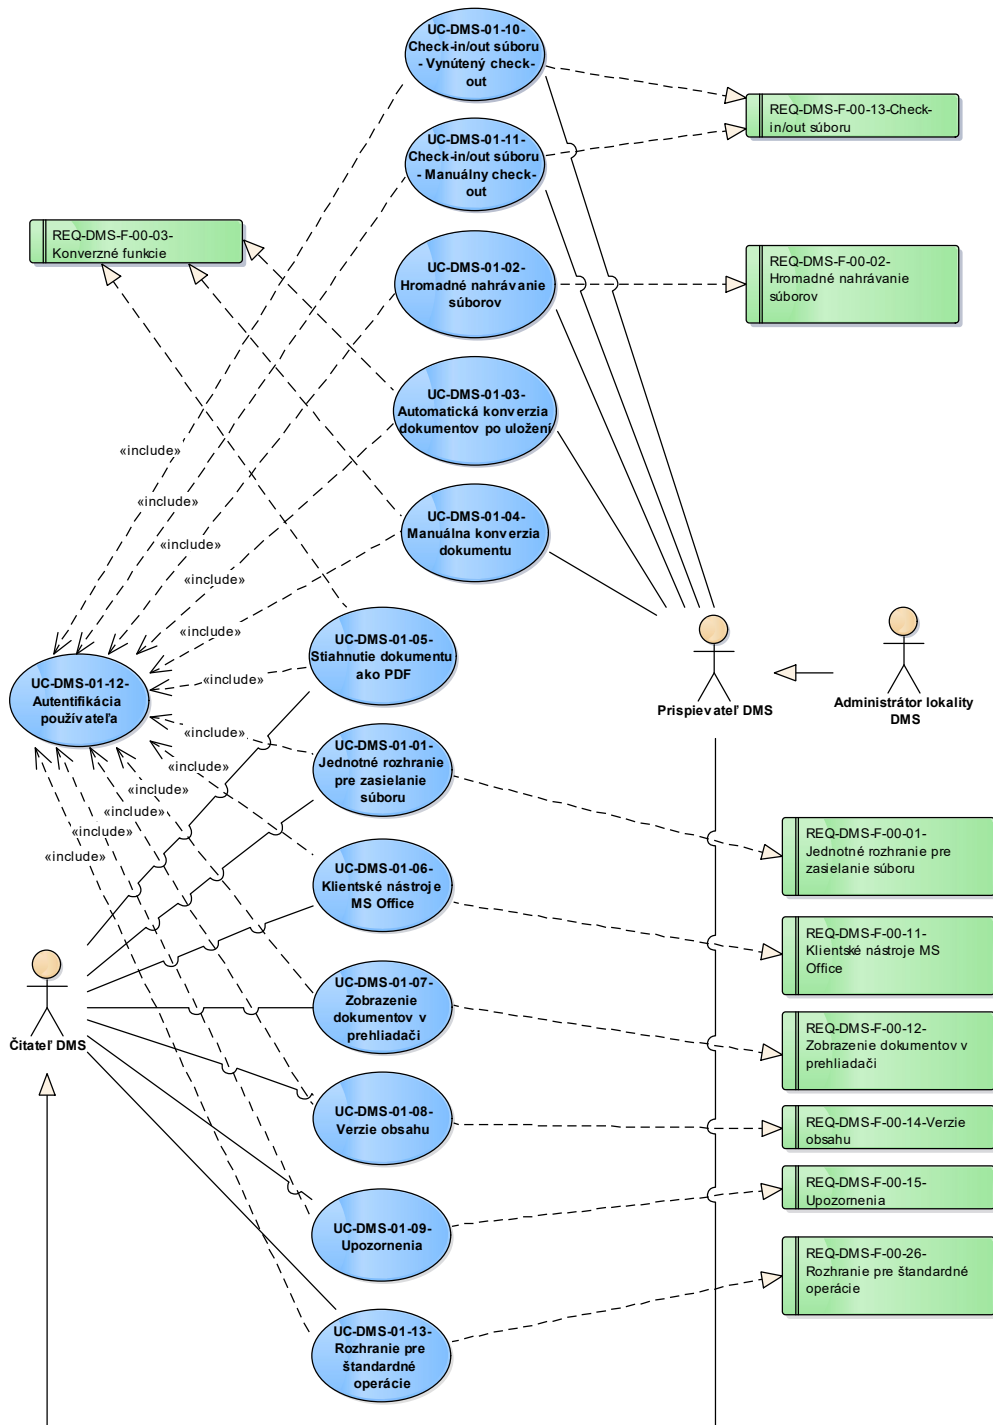 UC-DMS-01-10-
Check-in/out súboru
- Vynútený check-
out
REQ-DMS-F-00-13-Check-
in/out súboru
UC-DMS-01-11-
Check-in/out súboru
- Manuálny check-
out
REQ-DMS-F-00-03-
Konverzné funkcie
UC-DMS-01-02-
Hromadné nahrávanie
súborov
REQ-DMS-F-00-02-
Hromadné nahrávanie
súborov
UC-DMS-01-03-
Automatická konverzia
dokumentov po uložení
«include»
«include»
UC-DMS-01-04-
Manuálna konverzia
dokumentu
«include»
«include»
«include»
UC-DMS-01-05-
Stiahnutie dokumentu
ako PDF
«include»
UC-DMS-01-12-
Autentifikácia
používateľa
Prispievateľ DMS
Administrátor lokality
DMS
«include»
UC-DMS-01-01-
Jednotné rozhranie
pre zasielanie
súboru
«include»
«include»
«include»
«include»
«include»
REQ-DMS-F-00-01-
Jednotné rozhranie pre
zasielanie súboru
UC-DMS-01-06-
Klientské nástroje
MS Office
REQ-DMS-F-00-11-
Klientské nástroje MS
Office
UC-DMS-01-07-
Zobrazenie
dokumentov v
prehliadači
REQ-DMS-F-00-12-
Zobrazenie dokumentov v
prehliadači
Čitateľ DMS
UC-DMS-01-08-
Verzie obsahu
REQ-DMS-F-00-14-Verzie
obsahu
REQ-DMS-F-00-15-
Upozornenia
UC-DMS-01-09-
Upozornenia
REQ-DMS-F-00-26-
Rozhranie pre štandardné
operácie
UC-DMS-01-13-
Rozhranie pre
štandardné
operácie